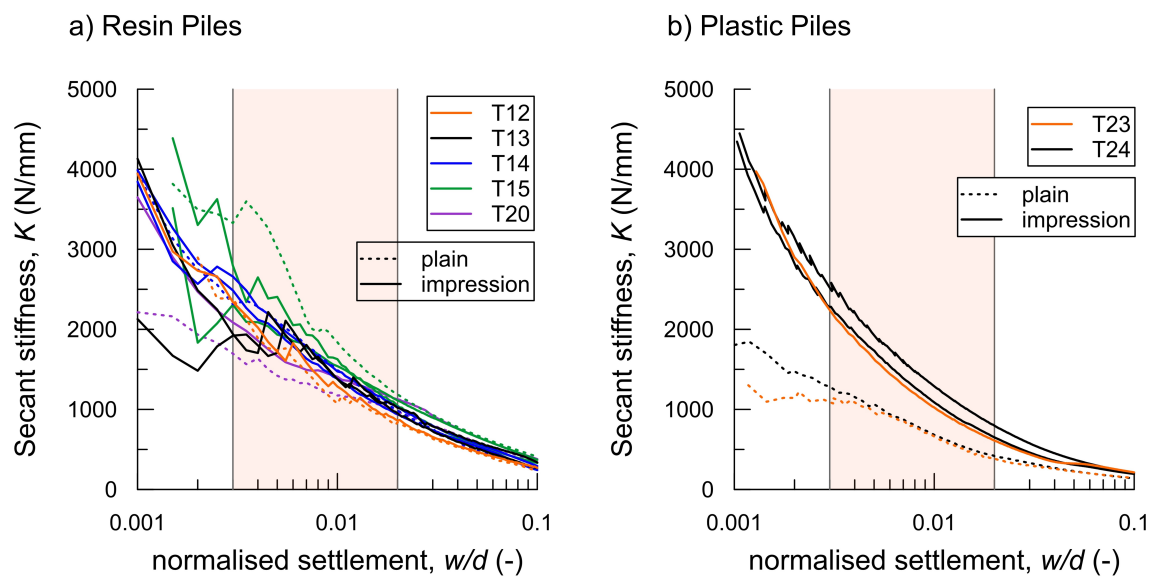 a) Resin Piles
Secant stiffness, K (N/mm)
5000
4000
3000
2000
1000
0
0.001
0.01
0.1
normalised settlement, w/d (-)
T12
T13
T14
T15
T20
plain
impression
b) Plastic Piles
Secant stiffness, K (N/mm)
5000
4000
3000
2000
1000
0
0.001
0.01
0.1
normalised settlement, w/d (-)
T23
T24
plain
impression